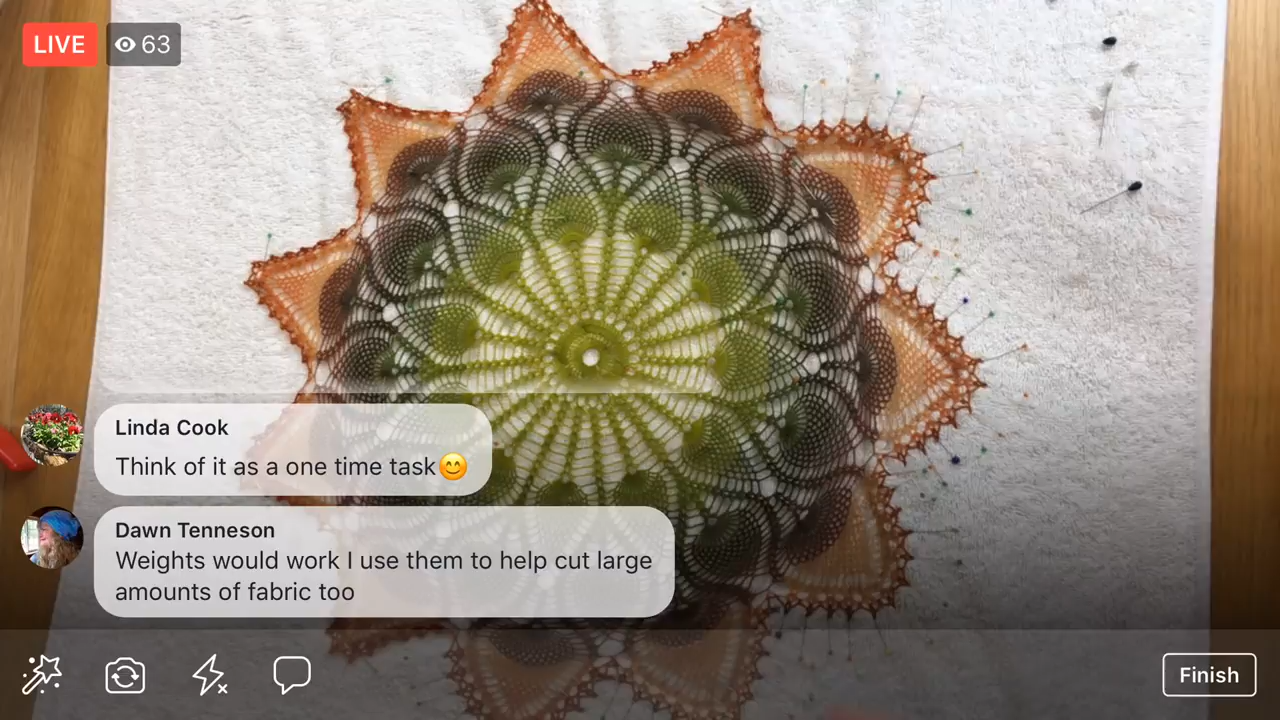 LIVE
63
Linda Cook
Think of it as a one time task😊
Dawn Tenneson
Weights would work I use them to help cut large
amounts of fabric too
Finish